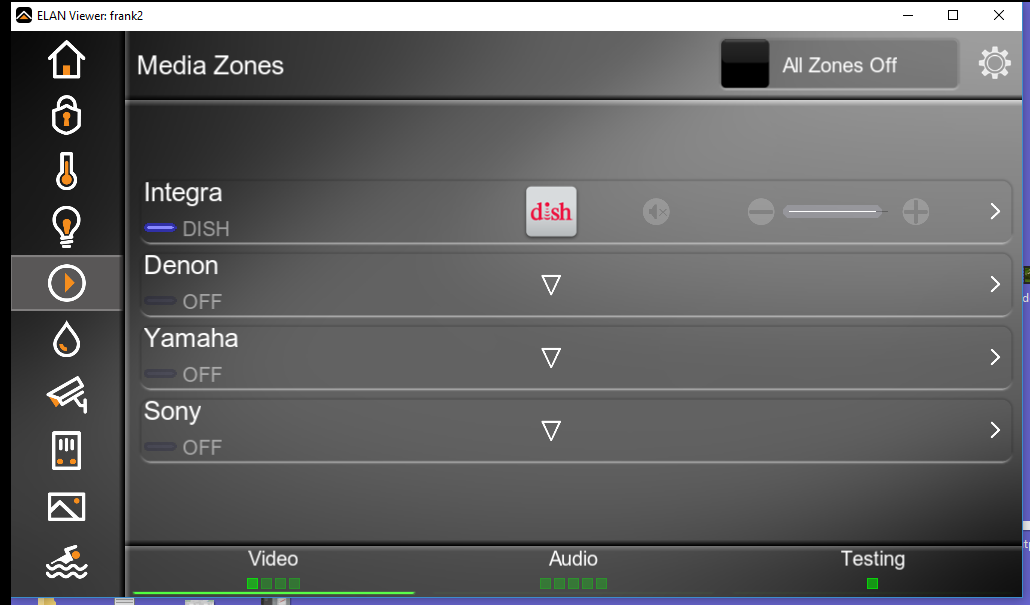 ELAN Viewer: frank2
Media Zones
All Zones Off
Integra
dish
DISH
Denon
OFF
Yamaha
OFF
Sony
OFF
Video
Audio
Testing